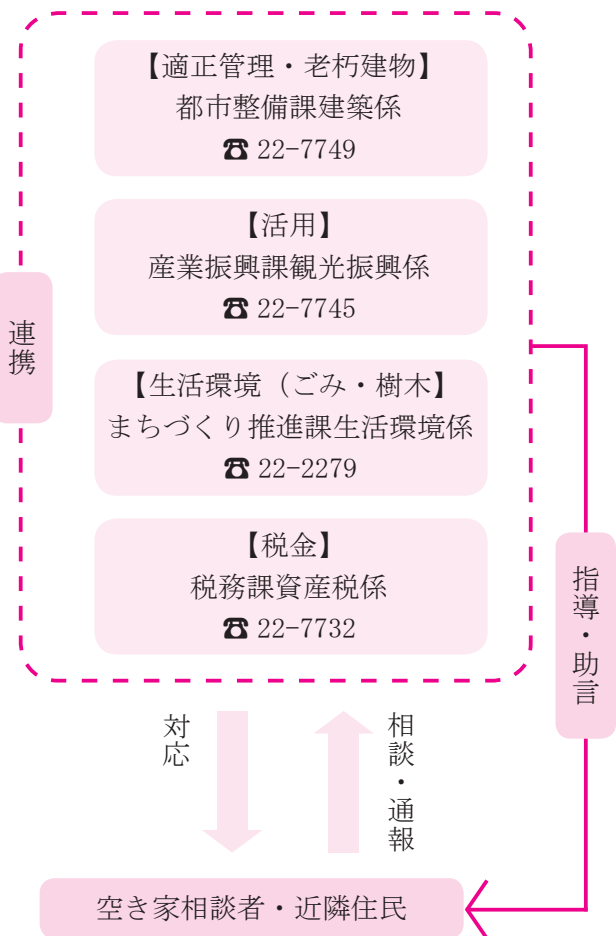 【適正管理・老朽建物】
都市整備課建築係
☎ 22-7749
【活用】
産業振興課観光振興係
☎ 22-7745
連携
【生活環境（ごみ・樹木】
まちづくり推進課生活環境係
☎ 22-2279
【税金】
税務課資産税係
☎ 22-7732
指導・助言
対応
相談・通報
空き家相談者・近隣住民